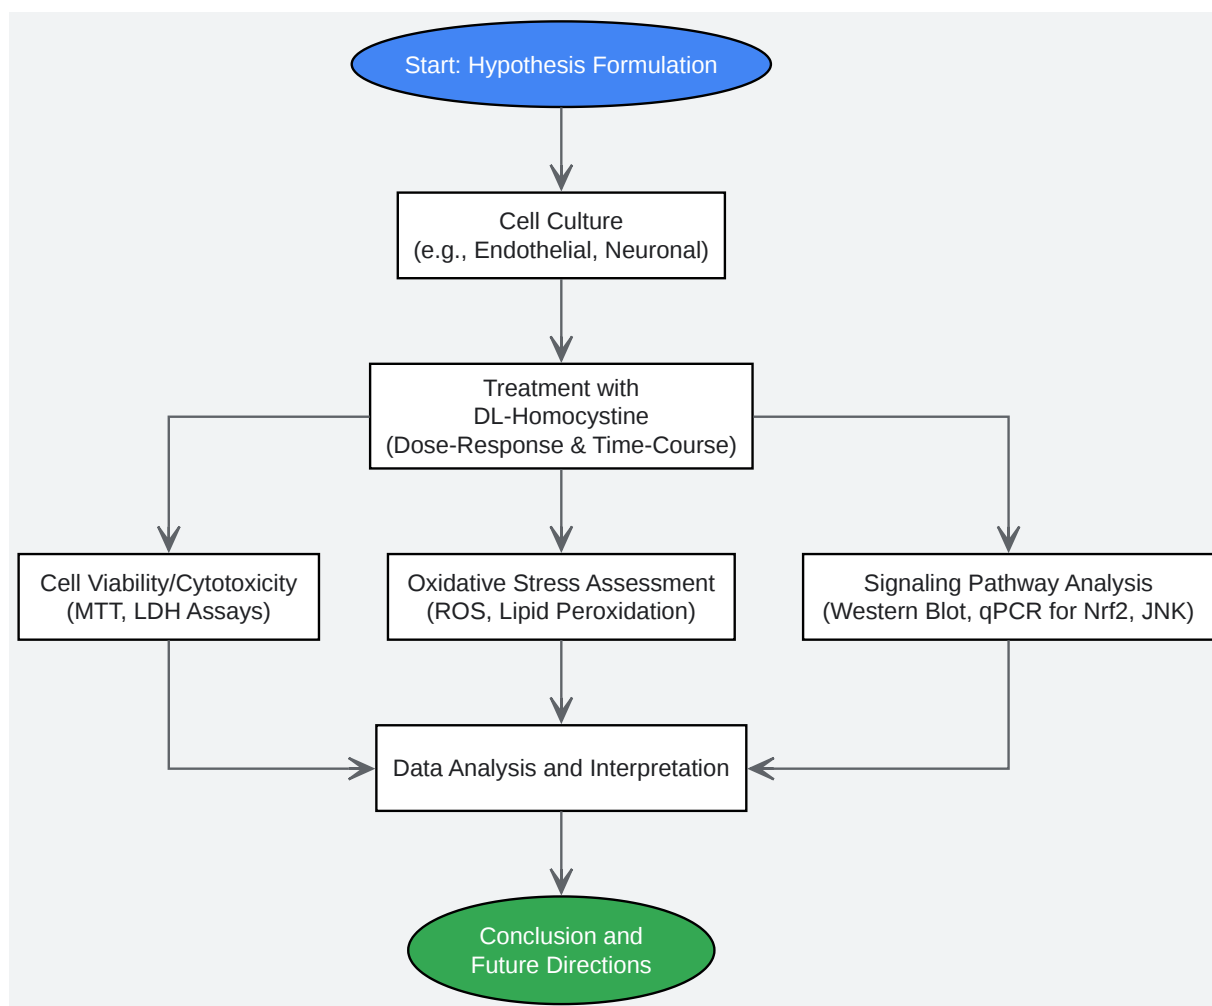 Start: Hypothesis Formulation
Cell Culture
(e.g., Endothelial, Neuronal)
Treatment with
DL-Homocystine
(Dose-Response & Time-Course)
Cell Viability/Cytotoxicity
(MTT, LDH Assays)
Oxidative Stress Assessment
(ROS, Lipid Peroxidation)
Signaling Pathway Analysis
(Western Blot, qPCR for Nrf2, JNK)
Data Analysis and Interpretation
Conclusion and
Future Directions